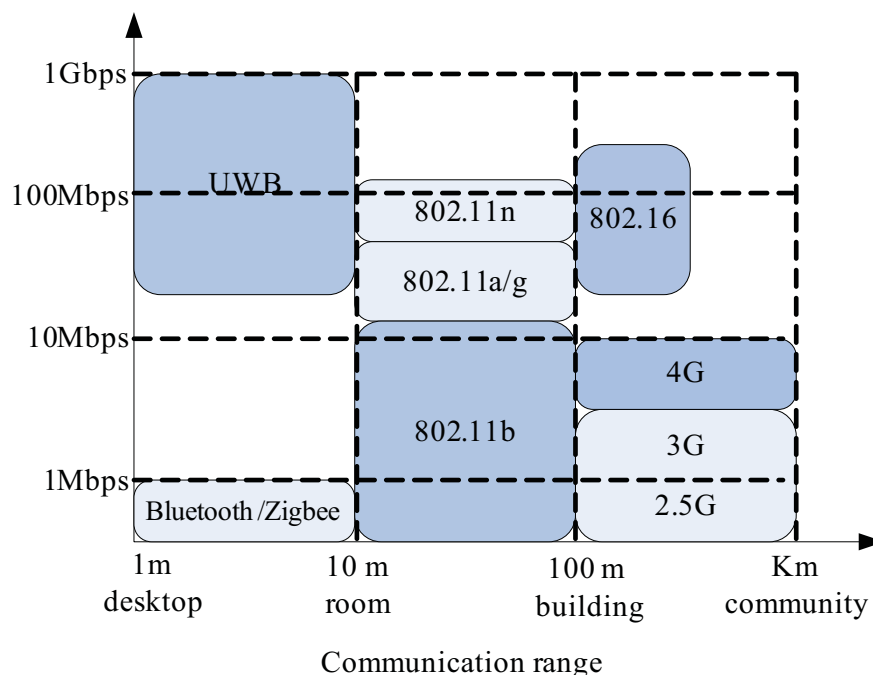 1Gbps
UWB
100Mbps
802.11n
802.16
802.11a/g
10Mbps
4G
802.11b
3G
1Mbps
Bluetooth/Zigbee
2.5G
1m
10 m
100 m
Km
desktop
room
building
community
Communication range